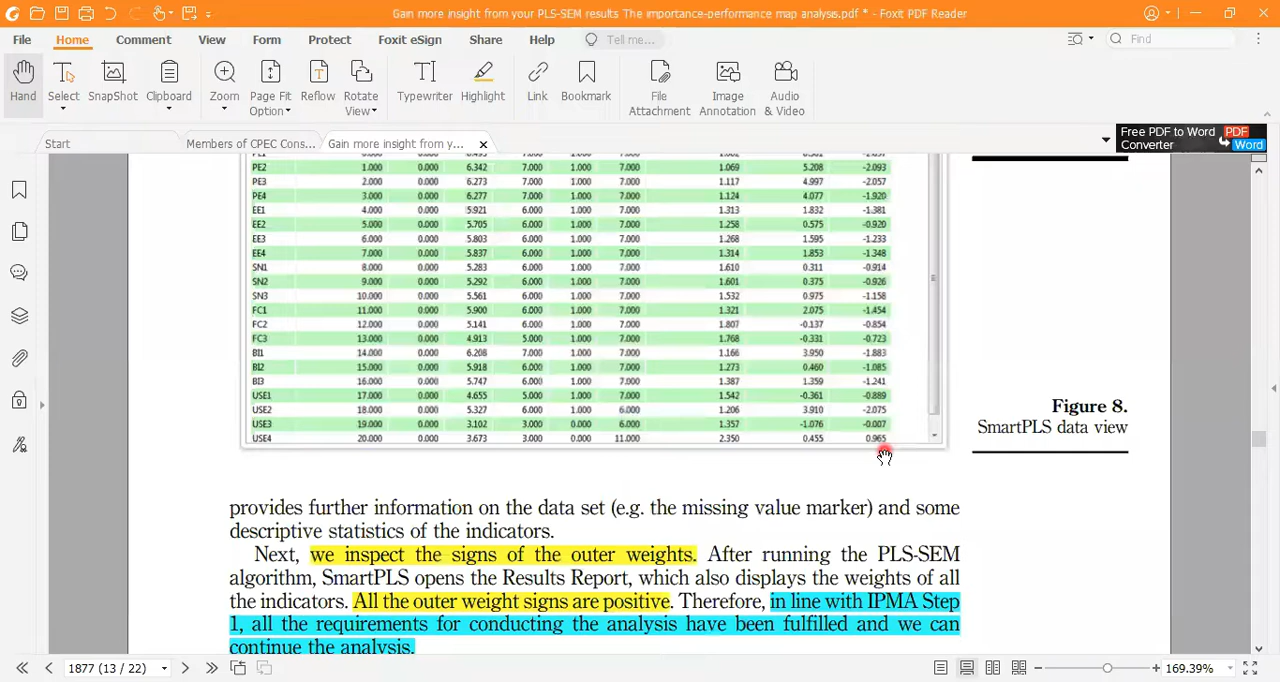 Gain more insight from your PLS-SEM results The importance-performance map analysis.pdf * - Foxit PDF Reader
File Home Comment View Form Protect Foxit eSign Share Help Tell me... Find
Hand Select SnapShot Clipboard Zoom Page Fit Option Reflow Rotate View Typewriter Highlight Link Bookmark File Attachment Image Annotation Audio & Video
Start Members of CPEC Cons... Gain more insight from y... Free PDF to Word Converter PDF Word
PE2 1.000 0.000 6.342 7.000 1.000 7.000 1.069 5.208 -2.093
PE3 2.000 0.000 6.273 7.000 1.000 7.000 1.117 4.997 -2.057
PE4 3.000 0.000 6.277 7.000 1.000 7.000 1.124 4.077 -1.920
EE1 4.000 0.000 5.921 6.000 1.000 7.000 1.313 1.832 -1.381
EE2 5.000 0.000 5.705 6.000 1.000 7.000 1.258 0.575 -0.920
EE3 6.000 0.000 5.803 6.000 1.000 7.000 1.268 1.595 -1.233
EE4 7.000 0.000 5.837 6.000 1.000 7.000 1.314 1.853 -1.348
SN1 8.000 0.000 5.283 6.000 1.000 7.000 1.610 0.311 -0.914
SN2 9.000 0.000 5.292 6.000 1.000 7.000 1.601 0.375 -0.926
SN3 10.000 0.000 5.561 6.000 1.000 7.000 1.532 0.975 -1.158
FC1 11.000 0.000 5.900 6.000 1.000 7.000 1.321 2.075 -1.454
FC2 12.000 0.000 5.141 6.000 1.000 7.000 1.807 -0.137 -0.854
FC3 13.000 0.000 4.913 5.000 1.000 7.000 1.768 -0.331 -0.723
BI1 14.000 0.000 6.208 7.000 1.000 7.000 1.166 3.950 -1.883
BI2 15.000 0.000 5.918 6.000 1.000 7.000 1.273 0.460 -1.085
BI3 16.000 0.000 5.747 6.000 1.000 7.000 1.387 1.359 -1.241
USE1 17.000 0.000 4.655 5.000 1.000 7.000 1.542 -0.361 -0.889
USE2 18.000 0.000 5.327 6.000 1.000 6.000 1.206 3.910 -2.075
USE3 19.000 0.000 3.102 3.000 0.000 6.000 1.357 -1.076 -0.007
USE4 20.000 0.000 3.673 3.000 0.000 11.000 2.350 0.455 0.965
Figure 8.
SmartPLS data view
provides further information on the data set (e.g. the missing value marker) and some
descriptive statistics of the indicators.
Next, we inspect the signs of the outer weights. After running the PLS-SEM
algorithm, SmartPLS opens the Results Report, which also displays the weights of all
the indicators. All the outer weight signs are positive. Therefore, in line with IPMA Step
1, all the requirements for conducting the analysis have been fulfilled and we can
continue the analysis.
1877 (13 / 22) 169.39%